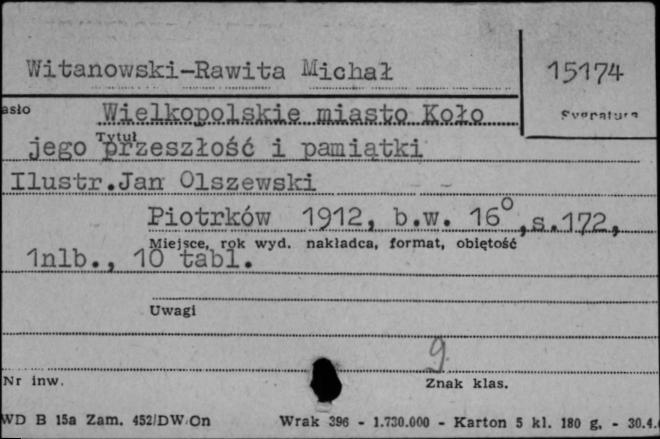 Witanowski-Rawita Michał
15174
asło
Sygnatura
Wielkopolskie miasto Koło
Tytuł
jego przeszłość i pamiątki
Ilustr.Jan Olszewski
Piotrków 1912, b.w. 16°,s.172,
Miejsce, rok wyd. nakładca, format, objętość
1nlb., 10 tabl.
Uwagi
9
Nr inw.
Znak klas.
WD B 15a Zam. 452/DW/On Wrak 396 - 1.730.000 - Karton 5 kl. 180 g. - 30.4.